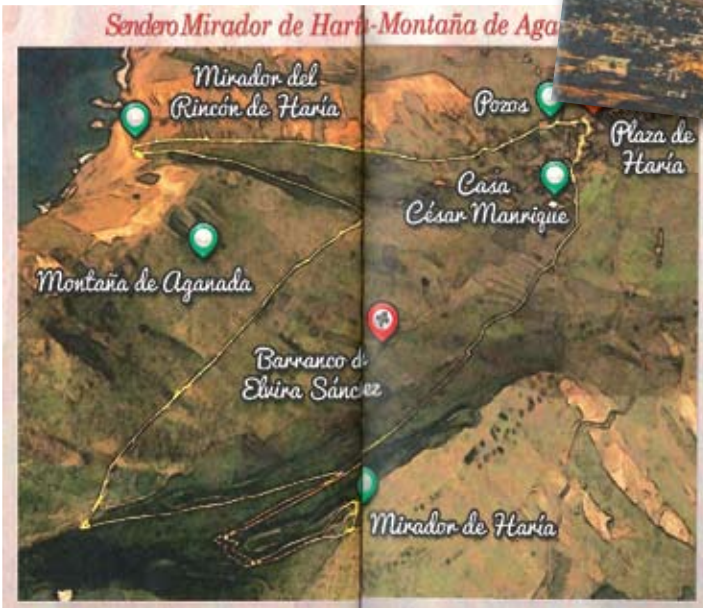 Sendero Mirador de Haría-Montaña de Aga
Mirador del
Rincón de Haría
Pozos
Plaza de
Haría
Casa
César Manrique
Montaña de Aganada
Barranco d
Elvira Sánchez
Mirador de Haría